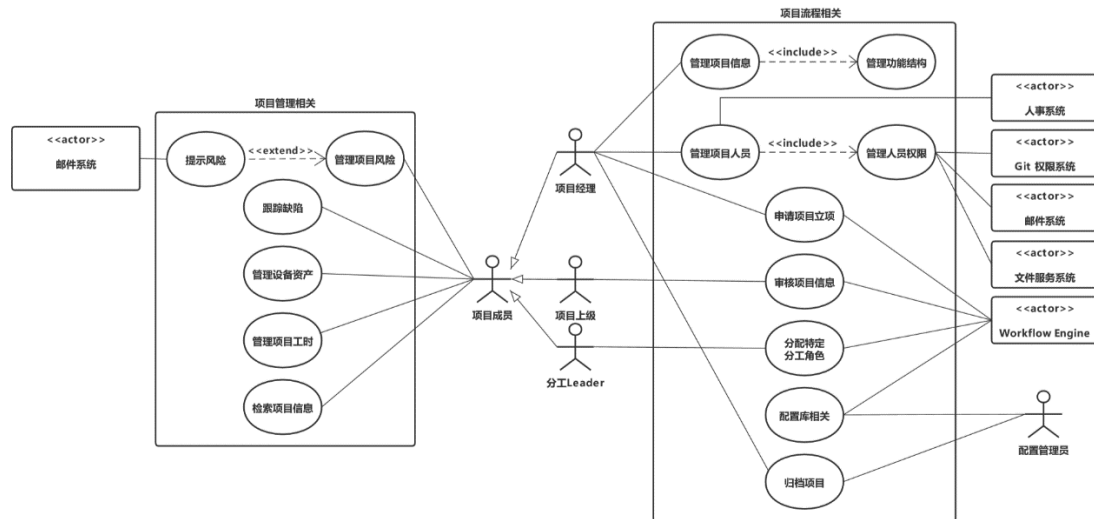 项目流程相关
管理项目信息
<<include>>
管理功能结构
项目管理相关
<<actor>>
人事系统
<<actor>>
邮件系统
提示风险
<<extend>>
管理项目风险
项目经理
管理项目人员
<<include>>
管理人员权限
<<actor>>
Git 权限系统
跟踪缺陷
申请项目立项
<<actor>>
邮件系统
管理设备资产
项目成员
项目上级
审核项目信息
<<actor>>
文件服务系统
管理项目工时
分工Leader
分配特定
分工角色
<<actor>>
Workflow Engine
检索项目信息
配置库相关
配置管理员
归档项目